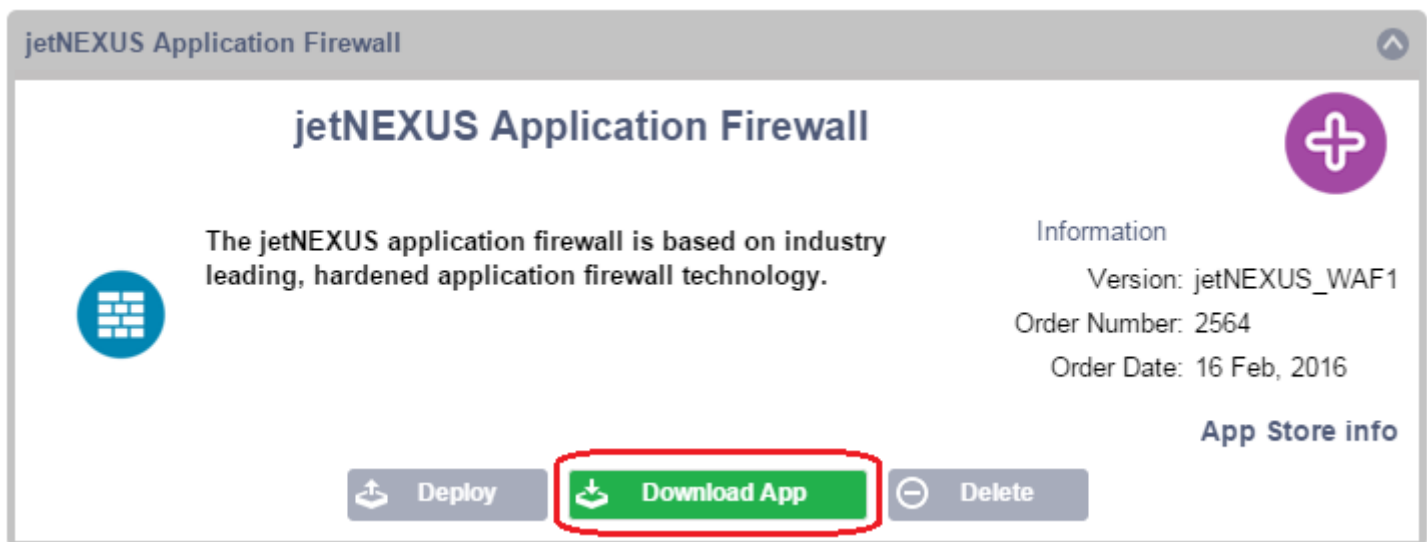 jetNEXUS Application Firewall
jetNEXUS Application Firewall
The jetNEXUS application firewall is based on industry
leading, hardened application firewall technology.
Information
Version: jetNEXUS_WAF1
Order Number: 2564
Order Date: 16 Feb, 2016
App Store info
Deploy
Download App
Delete